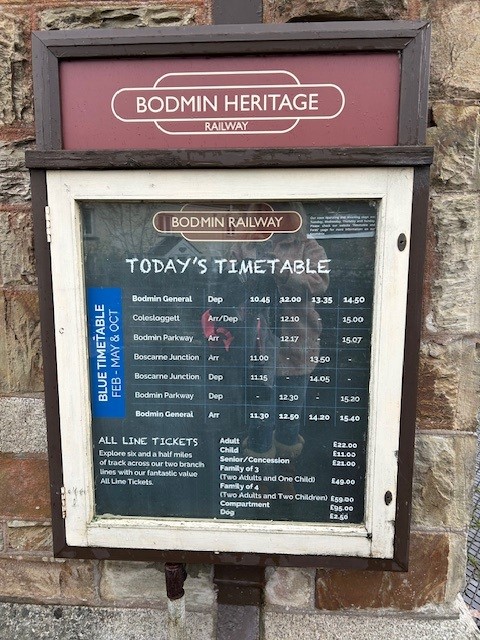 BODMIN HERITAGE
RAILWAY
BODMIN RAILWAY
TODAY'S TIMETABLE
BLUE TIMETABLE
FEB - MAY & OCT
Bodmin General Dep 10.45 12.00 13.35 14.50
Coleslaggett Arr/Dep - 12.10 - 15.00
Bodmin Parkway Arr - 12.17 - 15.07
Boscarne Junction Arr 11.00 - 13.50 -
Boscarne Junction Dep 11.15 - 14.05 -
Bodmin Parkway Dep - 12.30 - 15.20
Bodmin General Arr 11.30 12.50 14.20 15.40
ALL LINE TICKETS
Explore six and a half miles
of track across our two branch
lines with our fantastic value
All Line Tickets.
Adult £22.00
Child £11.00
Senior/Concession £21.00
Family of 3
(Two Adults and One Child) £49.00
Family of 4
(Two Adults and Two Children) £59.00
Compartment £95.00
Dog £2.50